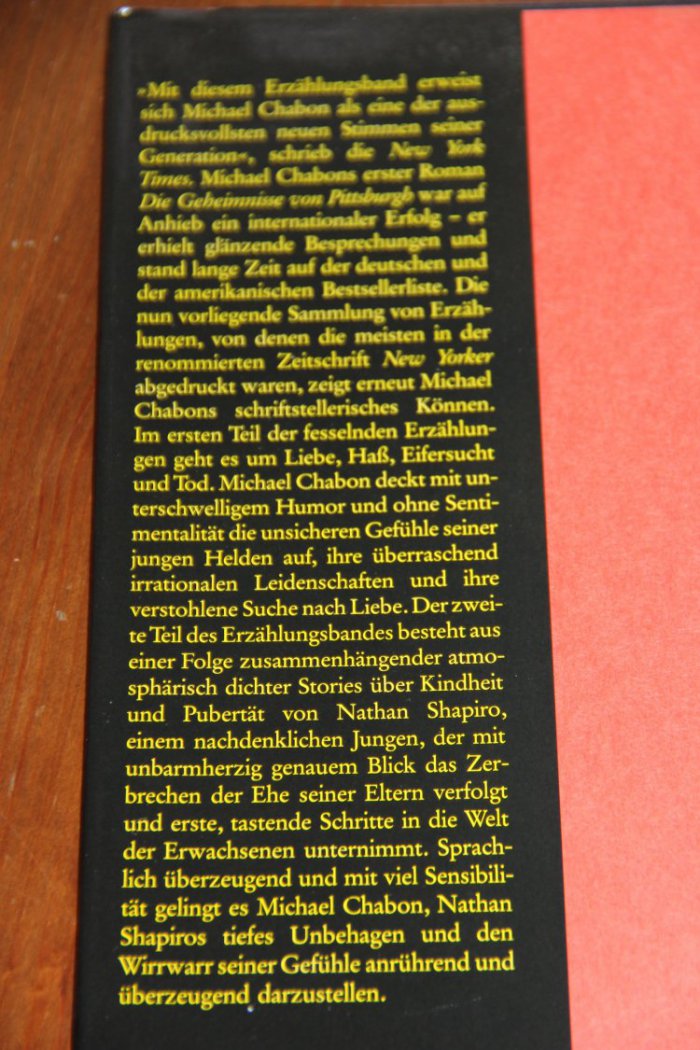 »Mit diesem Erzählungsband erweist
sich Michael Chabon als eine der aus-
drucksvollsten neuen Stimmen seiner
Generation«, schrieb die New York
Times. Michael Chabons erster Roman
Die Geheimnisse von Pittsburgh war auf
Anhieb ein internationaler Erfolg – er
erhielt glänzende Besprechungen und
stand lange Zeit auf der deutschen und
der amerikanischen Bestsellerliste. Die
nun vorliegende Sammlung von Erzäh-
lungen, von denen die meisten in der
renommierten Zeitschrift New Yorker
abgedruckt waren, zeigt erneut Michael
Chabons schriftstellerisches Können.
Im ersten Teil der fesselnden Erzählun-
gen geht es um Liebe, Haß, Eifersucht
und Tod. Michael Chabon deckt mit un-
terschwelligem Humor und ohne Senti-
mentalität die unsicheren Gefühle seiner
jungen Helden auf, ihre überraschend
irrationalen Leidenschaften und ihre
verstohlene Suche nach Liebe. Der zwei-
te Teil des Erzählungsbandes besteht aus
einer Folge zusammenhängender atmo-
sphärisch dichter Stories über Kindheit
und Pubertät von Nathan Shapiro,
einem nachdenklichen Jungen, der mit
unbarmherzig genauem Blick das Zer-
brechen der Ehe seiner Eltern verfolgt
und erste, tastende Schritte in die Welt
der Erwachsenen unternimmt. Sprach-
lich überzeugend und mit viel Sensibili-
tät gelingt es Michael Chabon, Nathan
Shapiros tiefes Unbehagen und den
Wirrwarr seiner Gefühle anrührend und
überzeugend darzustellen.